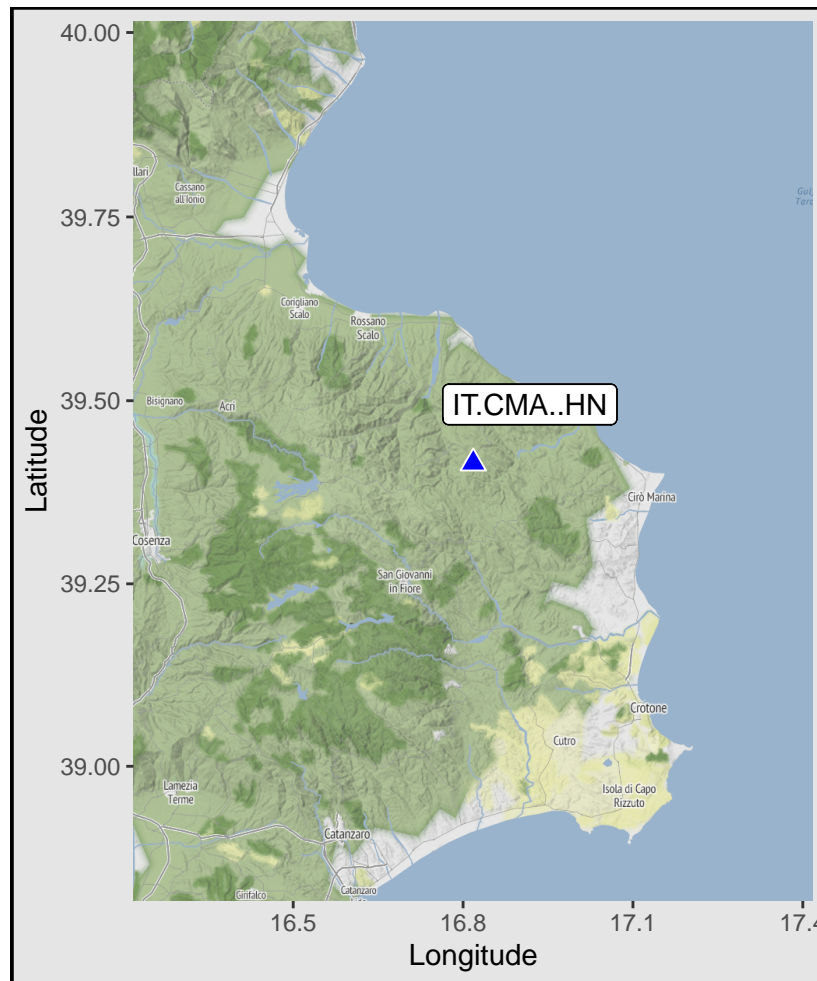 40.00
llari
Cassano
all'Ionio
39.75
Corigliano
Scalo
Rossano
Scalo
39.50
Bisignano
Acri
IT.CMA..HN
Latitude
Cirò Marina
Cosenza
San Giovanni
in Fiore
39.25
Crotone
Cutro
39.00
Lamezia
Terme
Isola di Capo
Rizzuto
Catanzaro
Girifalco
Catanzaro
16.5
16.8
17.1
17.4
Longitude